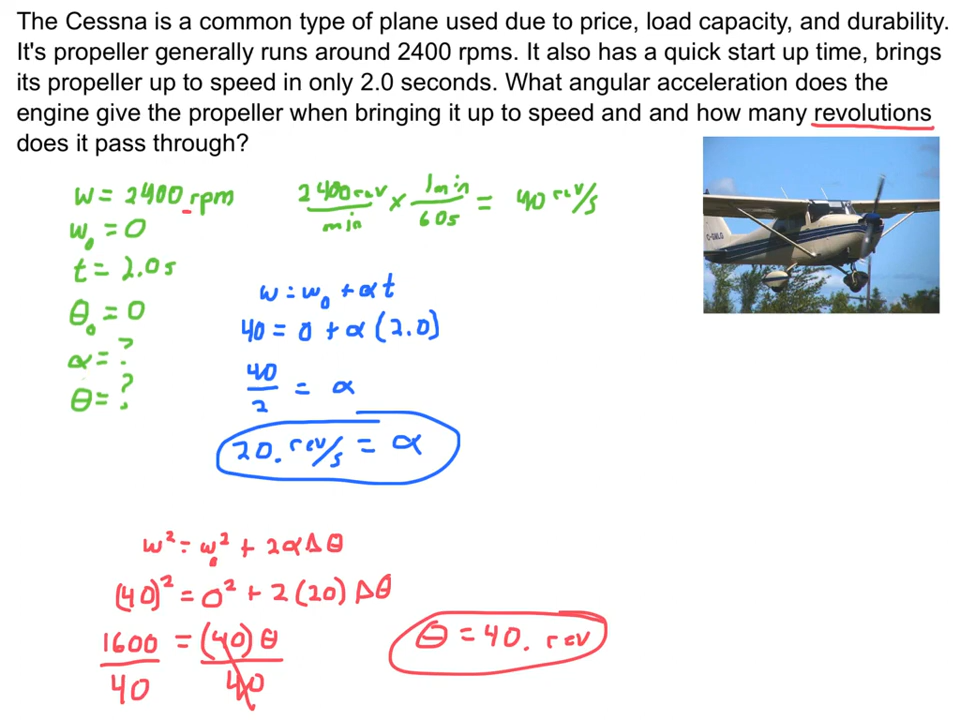 The Cessna is a common type of plane used due to price, load capacity, and durability.
It's propeller generally runs around 2400 rpms. It also has a quick start up time, brings
its propeller up to speed in only 2.0 seconds. What angular acceleration does the
engine give the propeller when bringing it up to speed and and how many revolutions
does it pass through?
ω = 2400 rpm
2400 rev/min × 1min/60s = 40 rev/s
ω₀ = 0
t = 2.0s
θ₀ = 0
α = ?
θ = ?
ω = ω₀ + αt
40 = 0 + α(2.0)
40/2 = α
20. rev/s = α
ω² = ω₀² + 2αΔθ
(40)² = 0² + 2(20)Δθ
1600/40 = (40)θ/40
θ = 40. rev